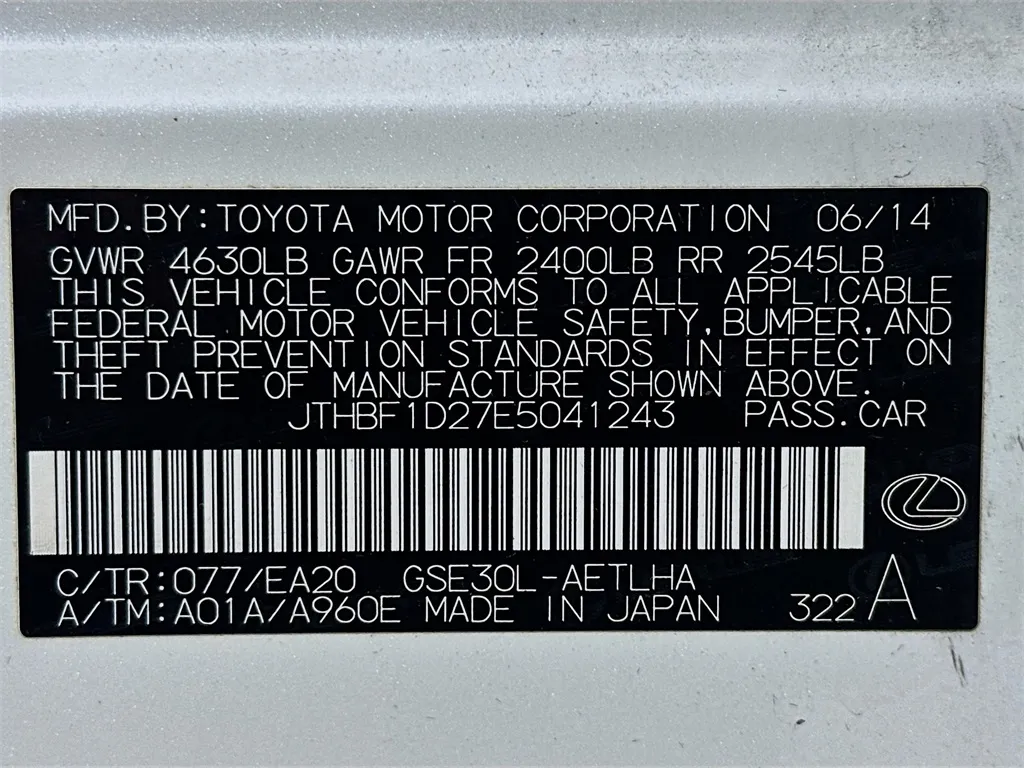 MFD. BY: TOYOTA MOTOR CORPORATION 06/14
GVWR 4630LB GAWR FR 2400LB RR 2545LB
THIS VEHICLE CONFORMS TO ALL APPLICABLE
FEDERAL MOTOR VEHICLE SAFETY, BUMPER, AND
THEFT PREVENTION STANDARDS IN EFFECT ON
THE DATE OF MANUFACTURE SHOWN ABOVE.
JTHBF1D27E5041243 PASS. CAR
C/TR: 077/EA20 GSE30L-AETLHA
A/TM: A01A/A960E MADE IN JAPAN 322 A